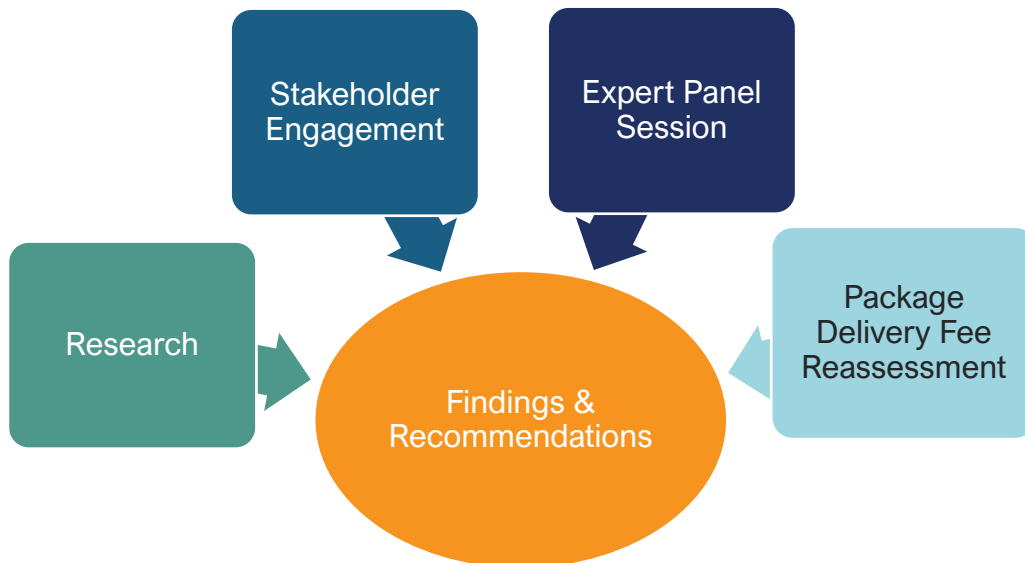 Stakeholder
Engagement
Expert Panel
Session
Research
Package
Delivery Fee
Reassessment
Findings &
Recommendations